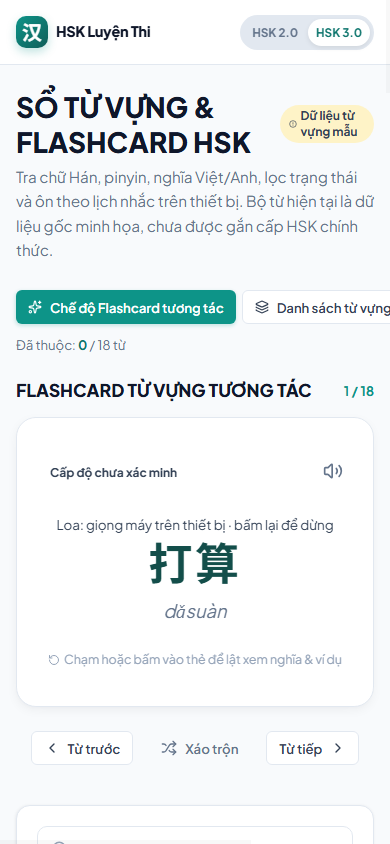 汉 HSK Luyện Thi HSK 2.0 HSK 3.0
SỔ TỪ VỰNG &
FLASHCARD HSK
Dữ liệu từ
vựng mẫu
Tra chữ Hán, pinyin, nghĩa Việt/Anh, lọc trạng thái
và ôn theo lịch nhắc trên thiết bị. Bộ từ hiện tại là dữ
liệu gốc minh họa, chưa được gắn cấp HSK chính
thức.
Chế độ Flashcard tương tác Danh sách từ vựng
Đã thuộc: 0 / 18 từ
FLASHCARD TỪ VỰNG TƯƠNG TÁC 1 / 18
Cấp độ chưa xác minh
Loa: giọng máy trên thiết bị · bấm lại để dừng
打算
dǎsuàn
Chạm hoặc bấm vào thẻ để lật xem nghĩa & ví dụ
Từ trước Xáo trộn Từ tiếp